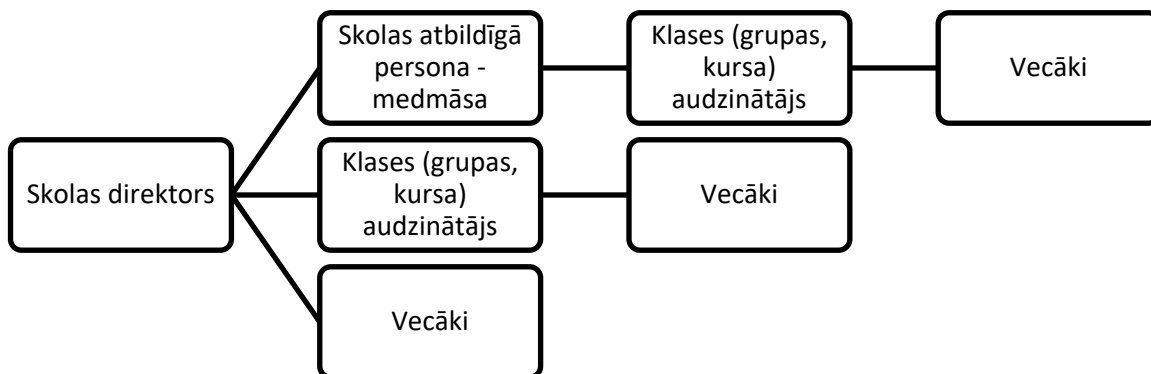 Skolas atbildīgā
persona -
medmāsa
Klases (grupas,
kursa)
audzinātājs
Vecāki
Skolas direktors
Klases (grupas,
kursa)
audzinātājs
Vecāki
Vecāki